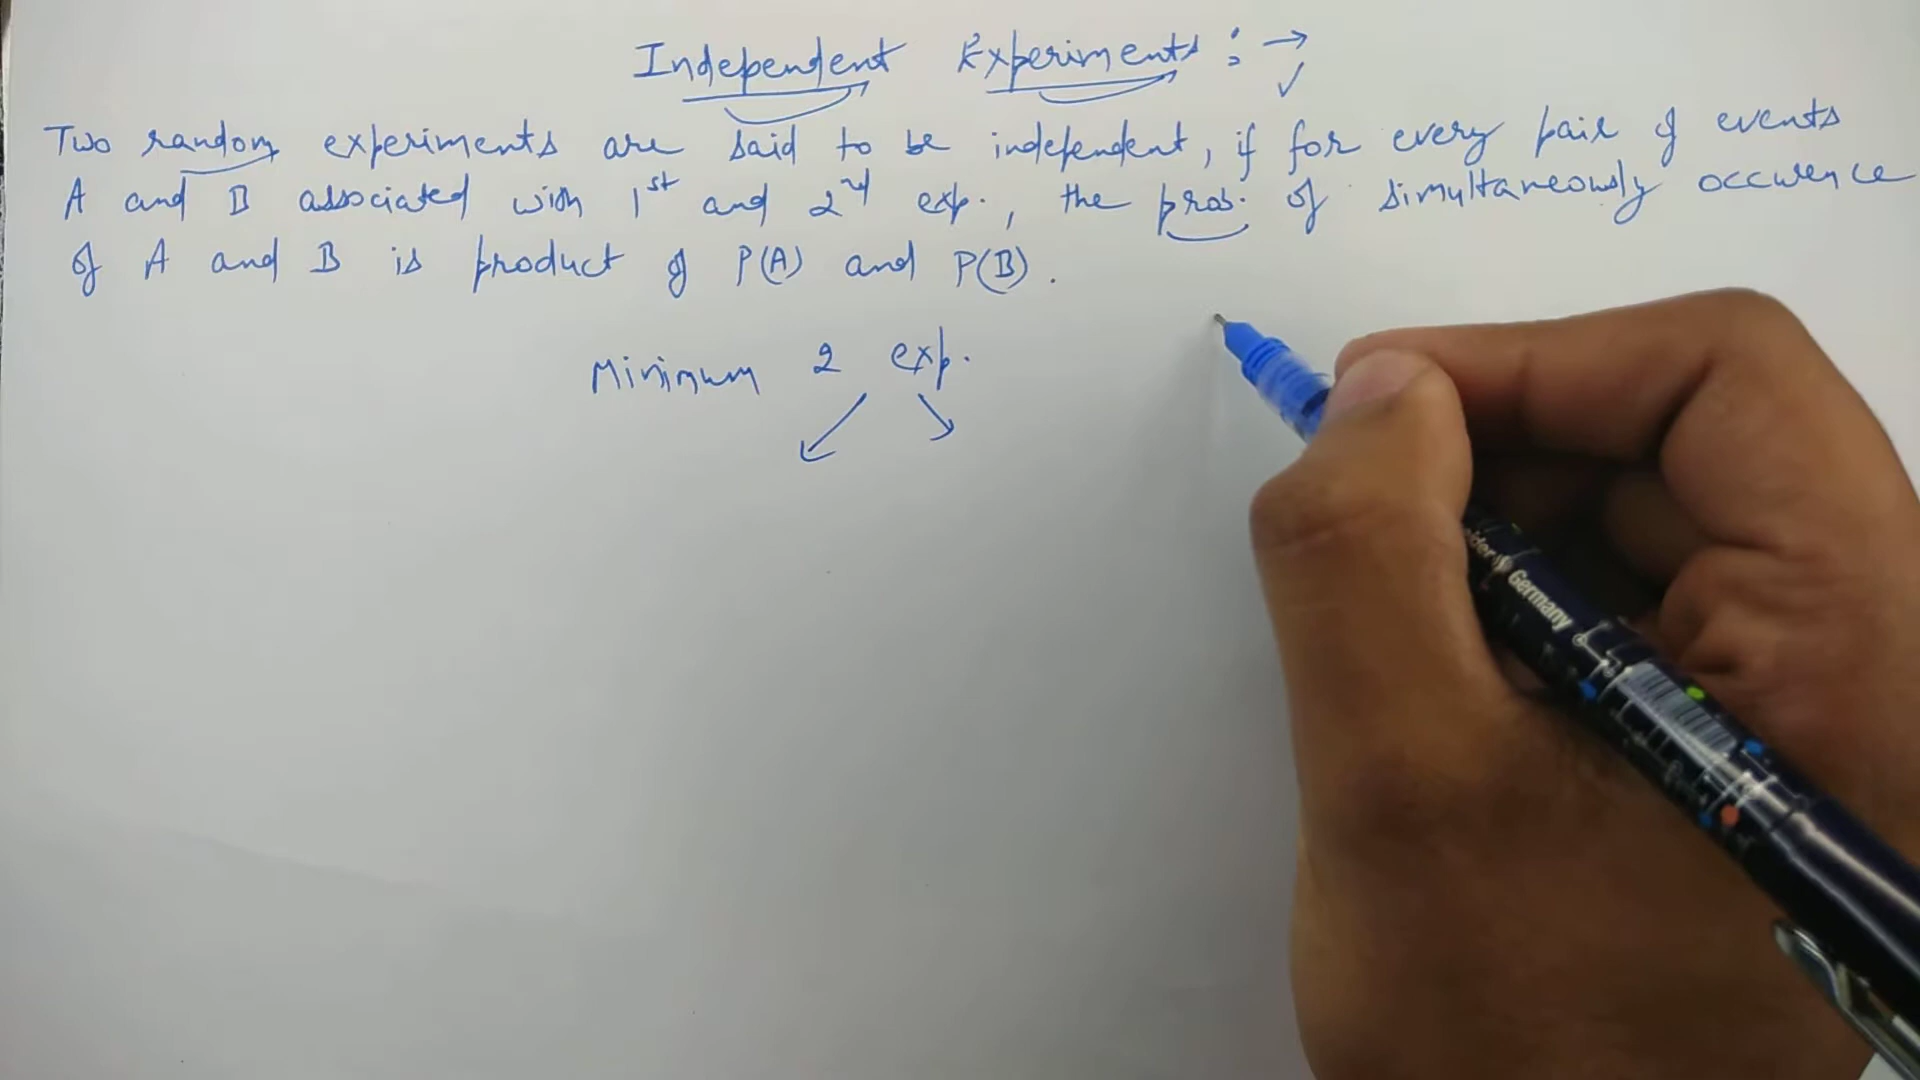 Independent Experiments : →
Two random experiments are said to be independent, if for every pair of events
A and B associated with 1st and 2nd exp., the prob. of simultaneously occurence
of A and B is product of P(A) and P(B).
Minimum 2 exp.
Germany